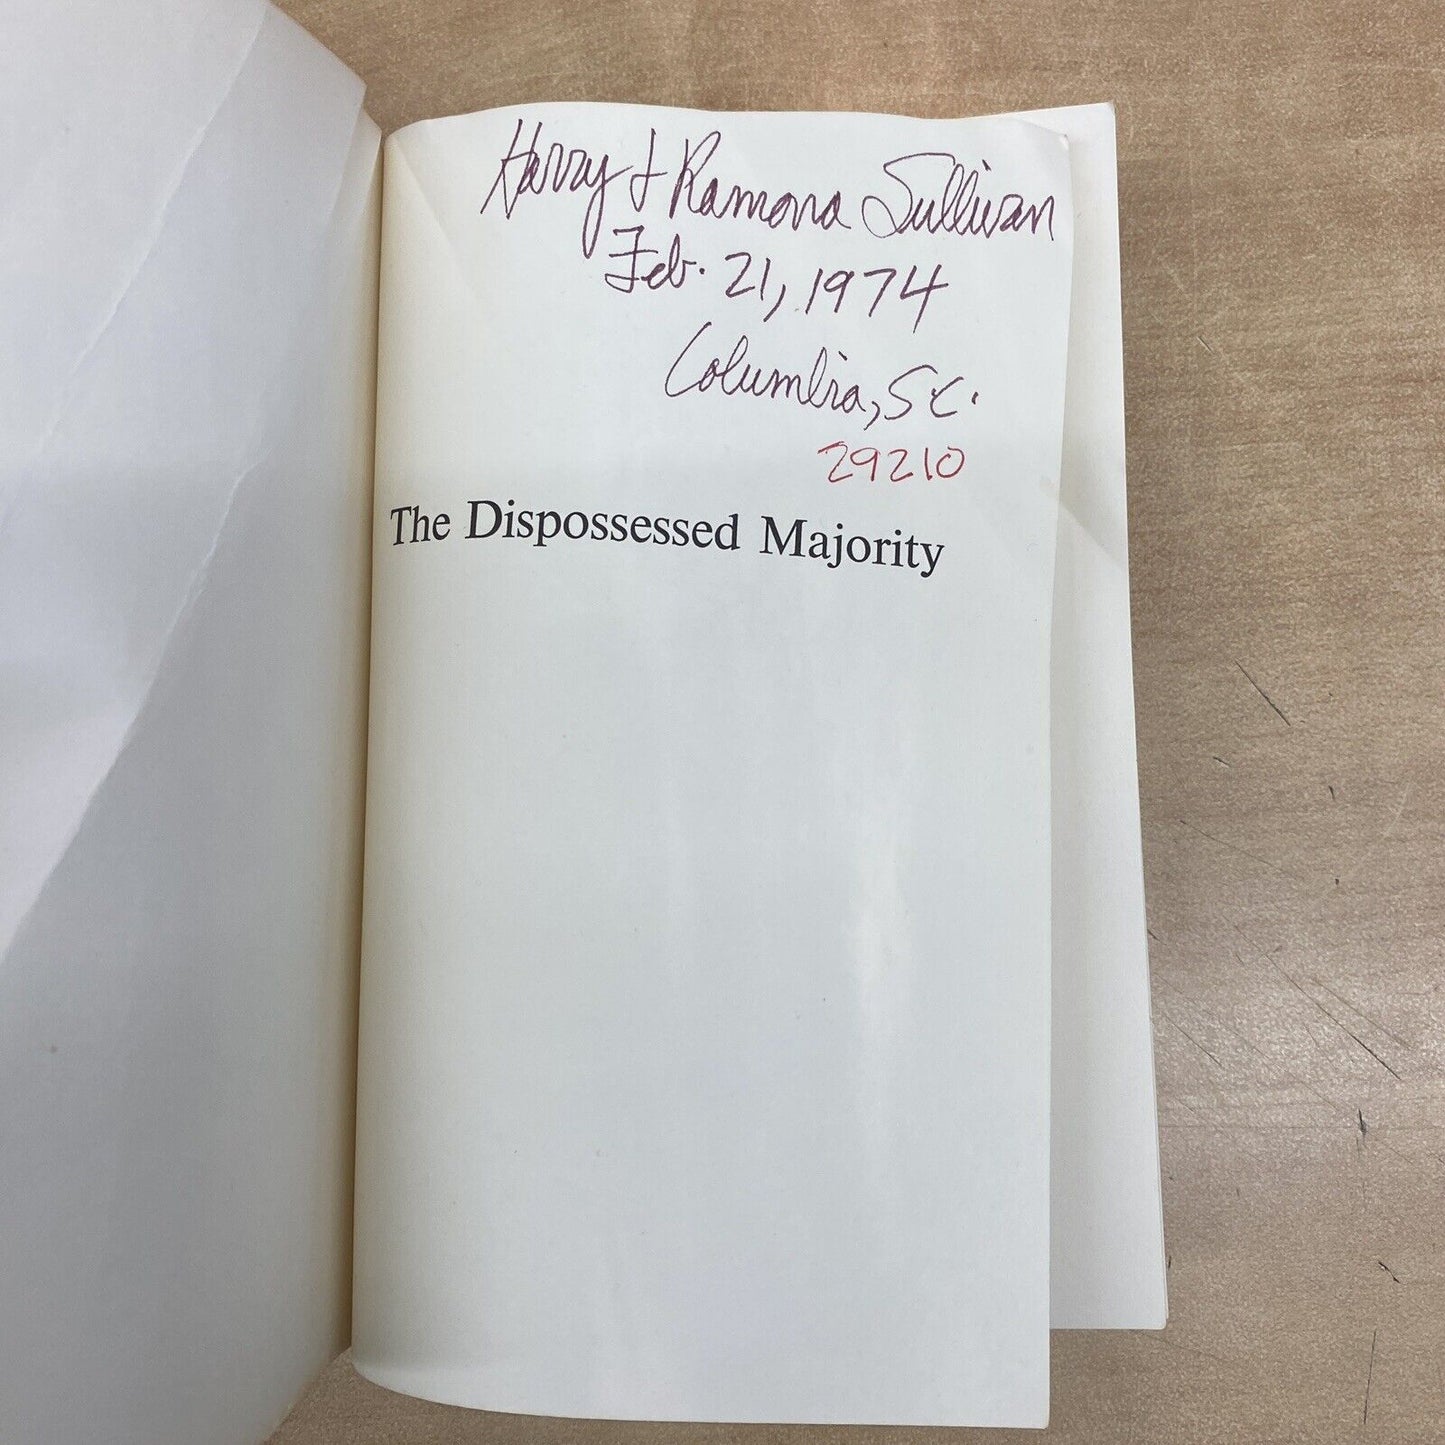 Harry & Ramona Sullivan
Feb. 21, 1974
Columbia, S.C.
29210
The Dispossessed Majority